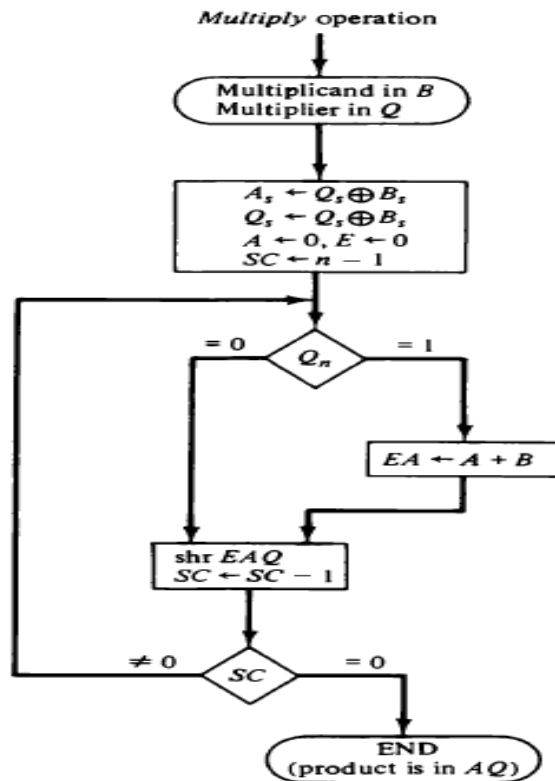 Multiply operation
Multiplicand in B
Multiplier in Q
Aₛ ← Qₛ ⊕ Bₛ
Qₛ ← Qₛ ⊕ Bₛ
A ← 0, E ← 0
SC ← n − 1
= 0
Qₙ
= 1
EA ← A + B
shr EAQ
SC ← SC − 1
≠ 0
SC
= 0
END
(product is in AQ)